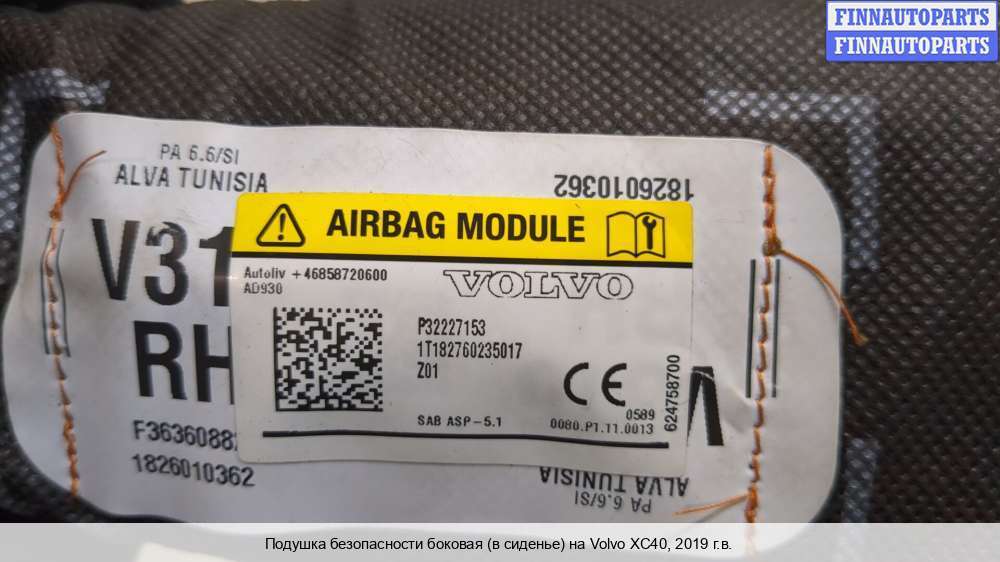 FINNAUTOPARTS
FINNAUTOPARTS
PA 6.6/SI
ALVA TUNISIA
1826010362
V31
RH
AIRBAG MODULE
Autoliv +46858720600
AD930
VOLVO
P32227153
1T182760235017
Z01
CE
0589
SAB ASP-5.1
0080.P1.11.0013
624758700
V
F3636088
1826010362
ALVA TUNISIA
PA 6.6/SI
Подушка безопасности боковая (в сиденье) на Volvo XC40, 2019 г.в.